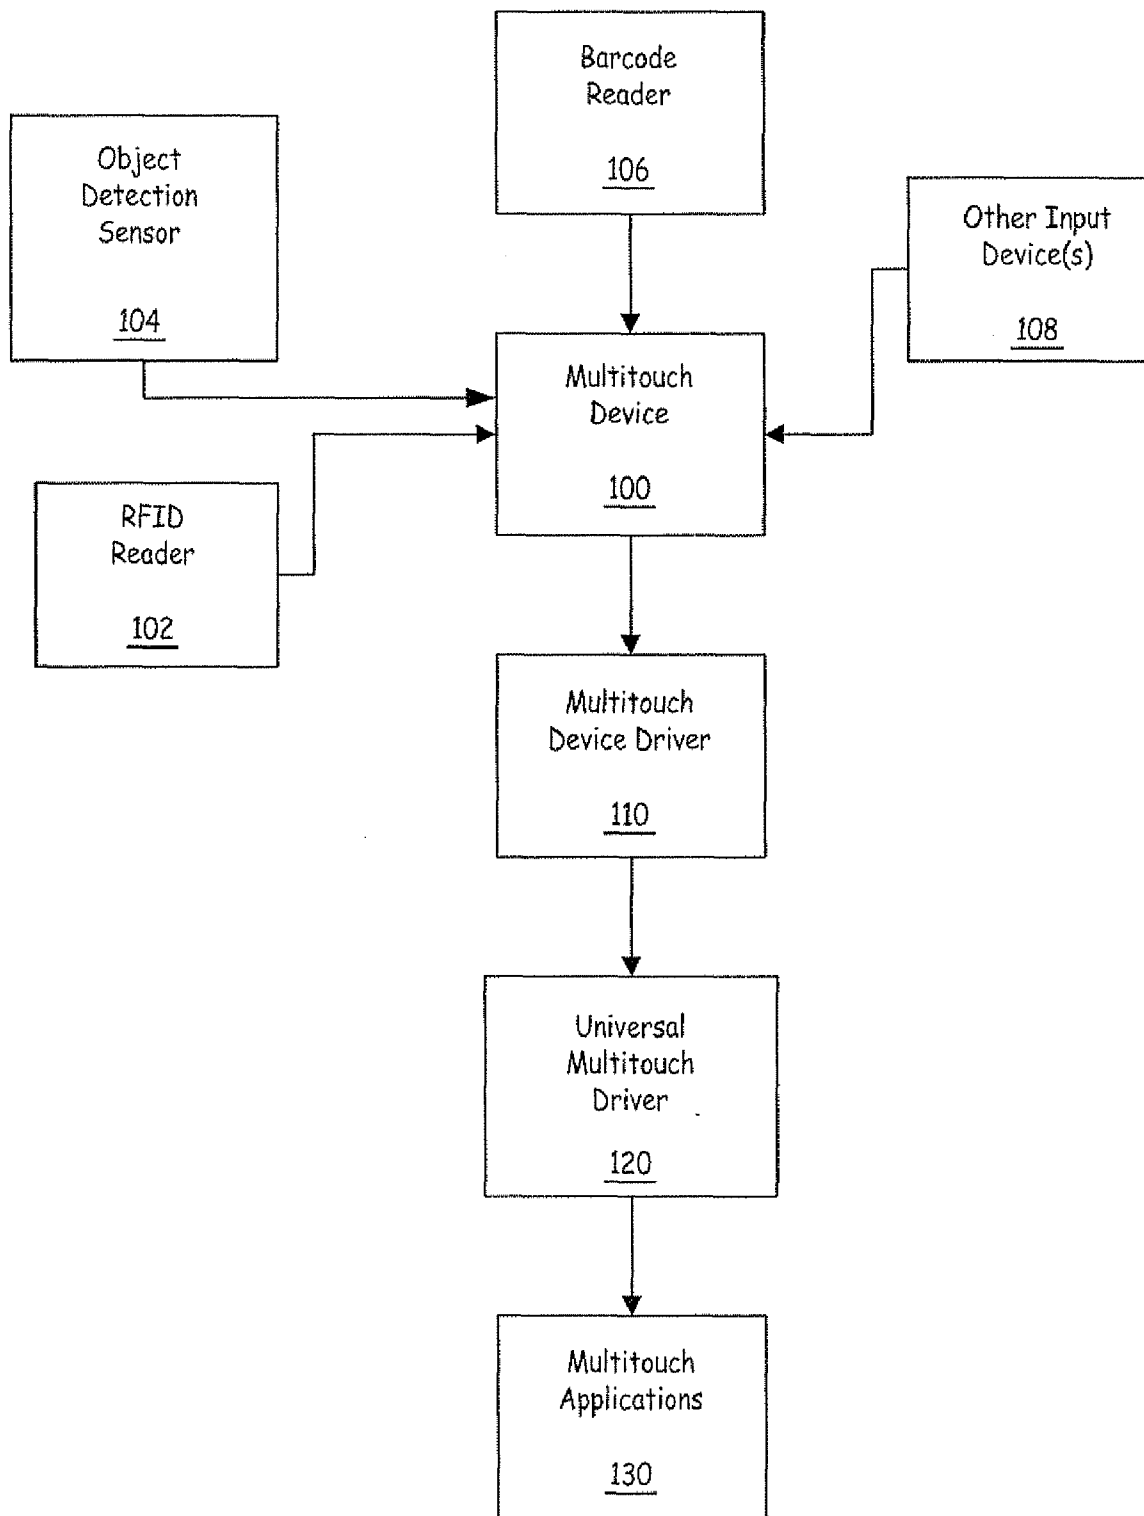 Barcode
Reader
106
Object
Detection
Sensor
104
Other Input
Device(s)
108
Multitouch
Device
100
RFID
Reader
102
Multitouch
Device Driver
110
Universal
Multitouch
Driver
120
Multitouch
Applications
130